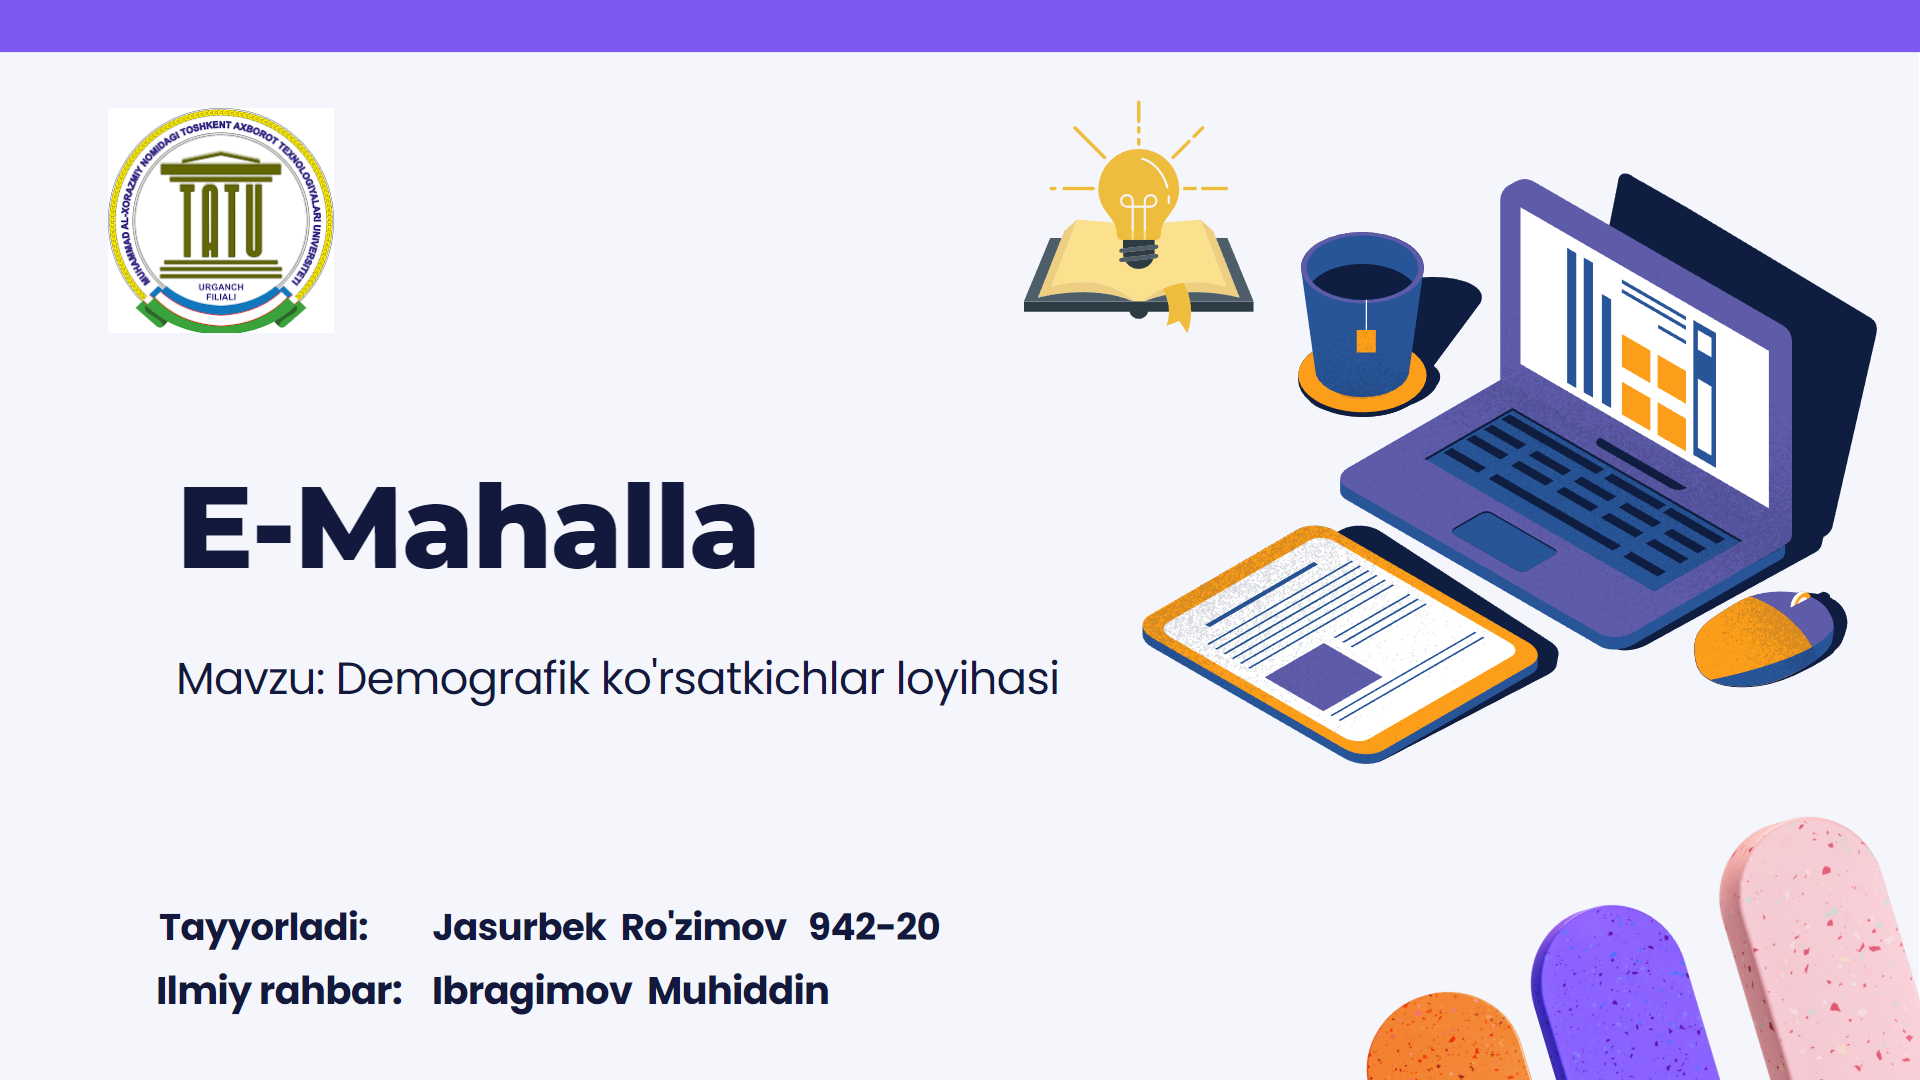 MUHAMMAD AL-XORAZMIY NOMIDAGI TOSHKENT AXBOROT TEXNOLOGIYALARI UNIVERSITETI
TATU
URGANCH
FILIALI
E-Mahalla
Mavzu: Demografik ko'rsatkichlar loyihasi
Tayyorladi: Jasurbek Ro'zimov 942-20
Ilmiy rahbar: Ibragimov Muhiddin